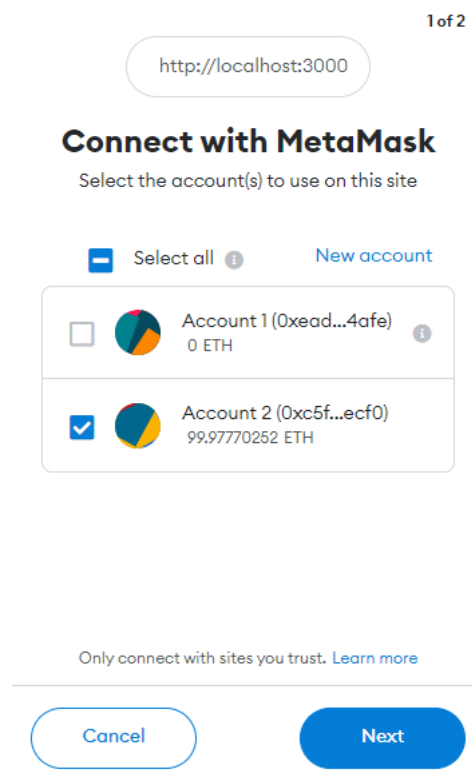 1 of 2
http://localhost:3000
Connect with MetaMask
Select the account(s) to use on this site
Select all New account
Account 1 (0xead...4afe)
0 ETH
Account 2 (0xc5f...ecf0)
99.97770252 ETH
Only connect with sites you trust. Learn more
Cancel Next